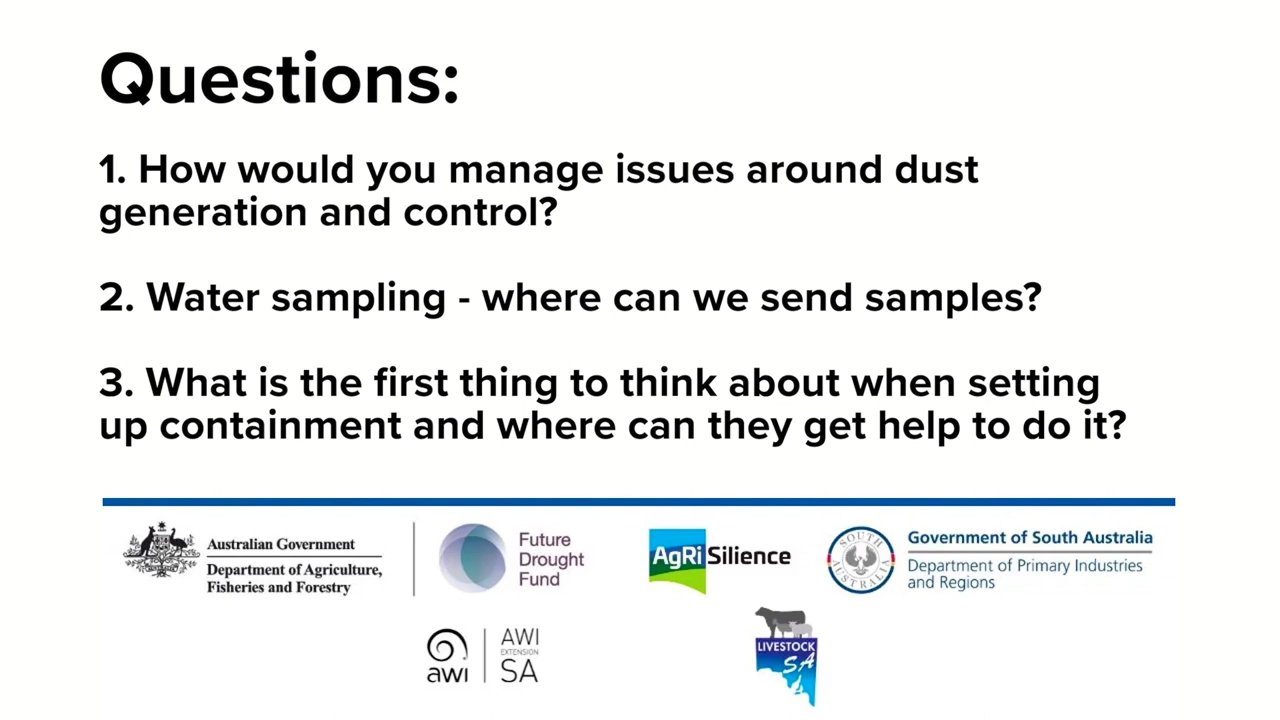 Questions:
1. How would you manage issues around dust
generation and control?
2. Water sampling - where can we send samples?
3. What is the first thing to think about when setting
up containment and where can they get help to do it?
Australian Government
Department of Agriculture,
Fisheries and Forestry
Future
Drought
Fund
AgRiSilience
SOUTH AUSTRALIA
Government of South Australia
Department of Primary Industries
and Regions
awi
AWI
EXTENSION
SA
LIVESTOCK
SA